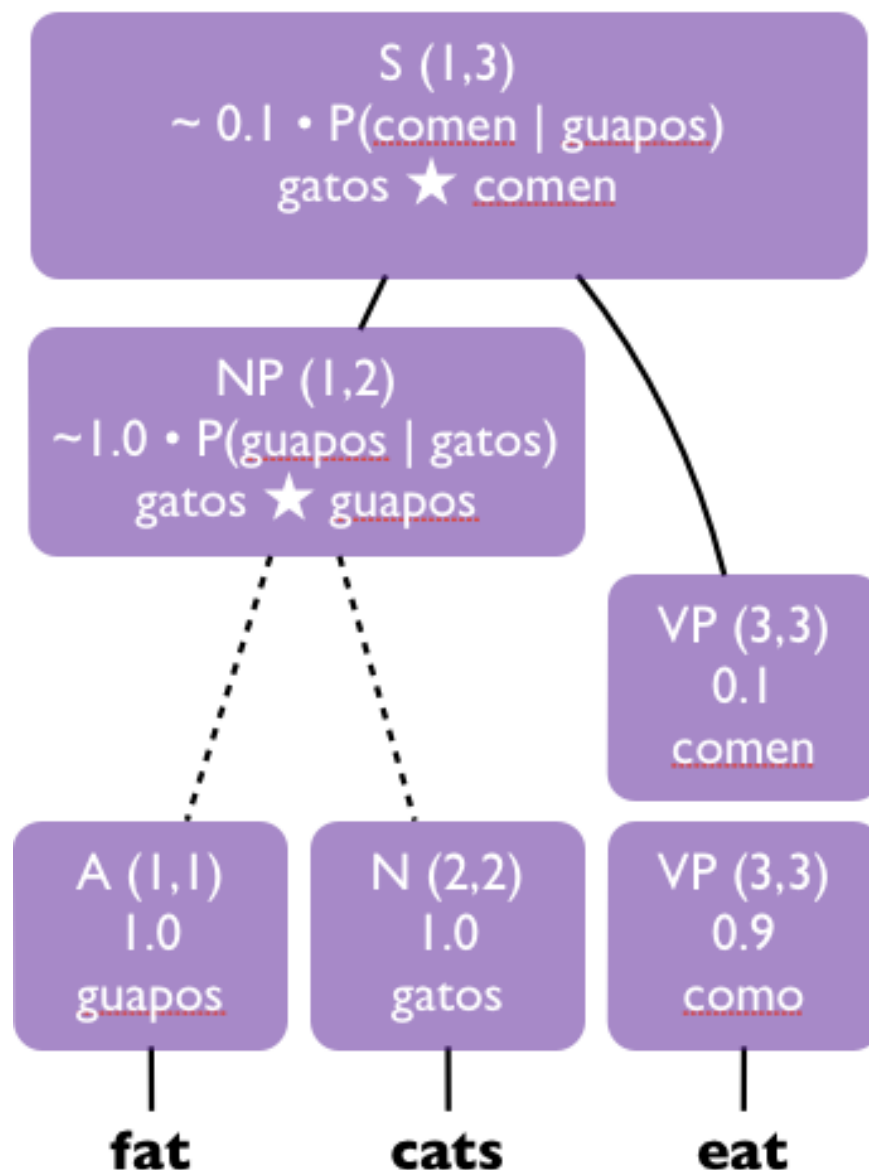 S (1,3)
~ 0.1 • P(comen | guapos)
gatos ★ comen
NP (1,2)
~1.0 • P(guapos | gatos)
gatos ★ guapos
VP (3,3)
0.1
comen
A (1,1)
1.0
guapos
N (2,2)
1.0
gatos
VP (3,3)
0.9
como
fat
cats
eat